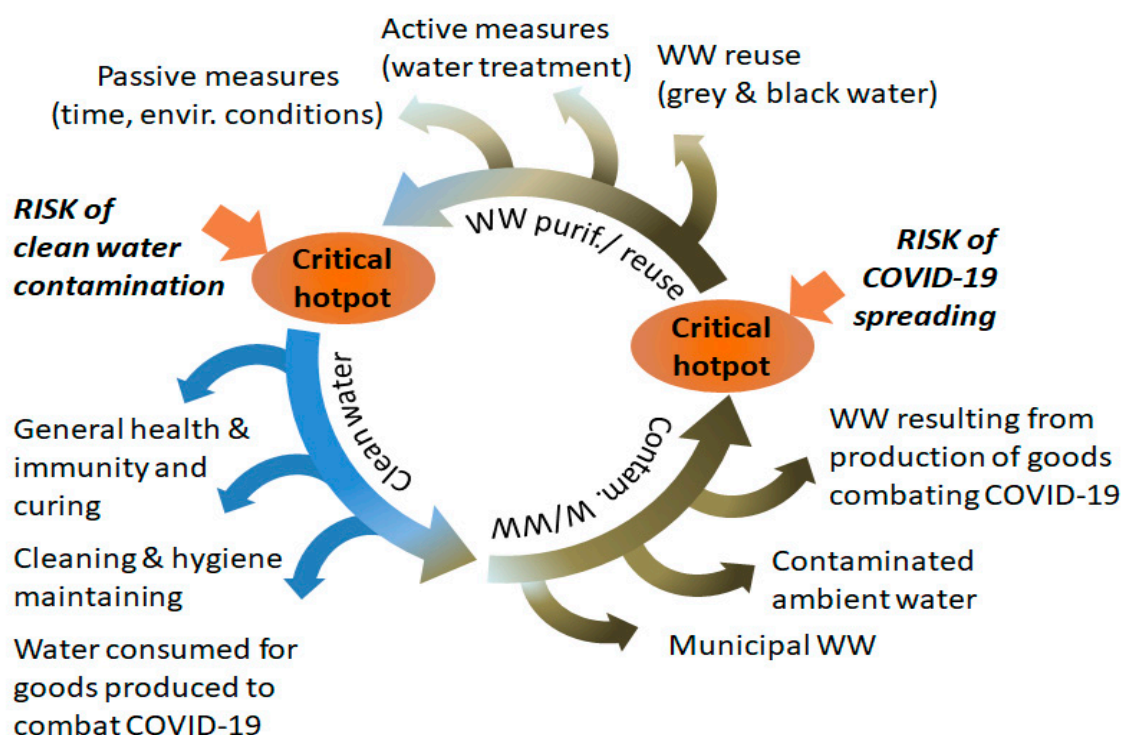 Active measures
(water treatment)
WW reuse
(grey & black water)
Passive measures
(time, envir. conditions)
RISK of
clean water
contamination
Critical
hotpot
WW purif./ reuse
RISK of
COVID-19
spreading
Critical
hotpot
Clean water
Contam. W/WW
General health &
immunity and
curing
Cleaning & hygiene
maintaining
Water consumed for
goods produced to
combat COVID-19
WW resulting from
production of goods
combating COVID-19
Contaminated
ambient water
Municipal WW